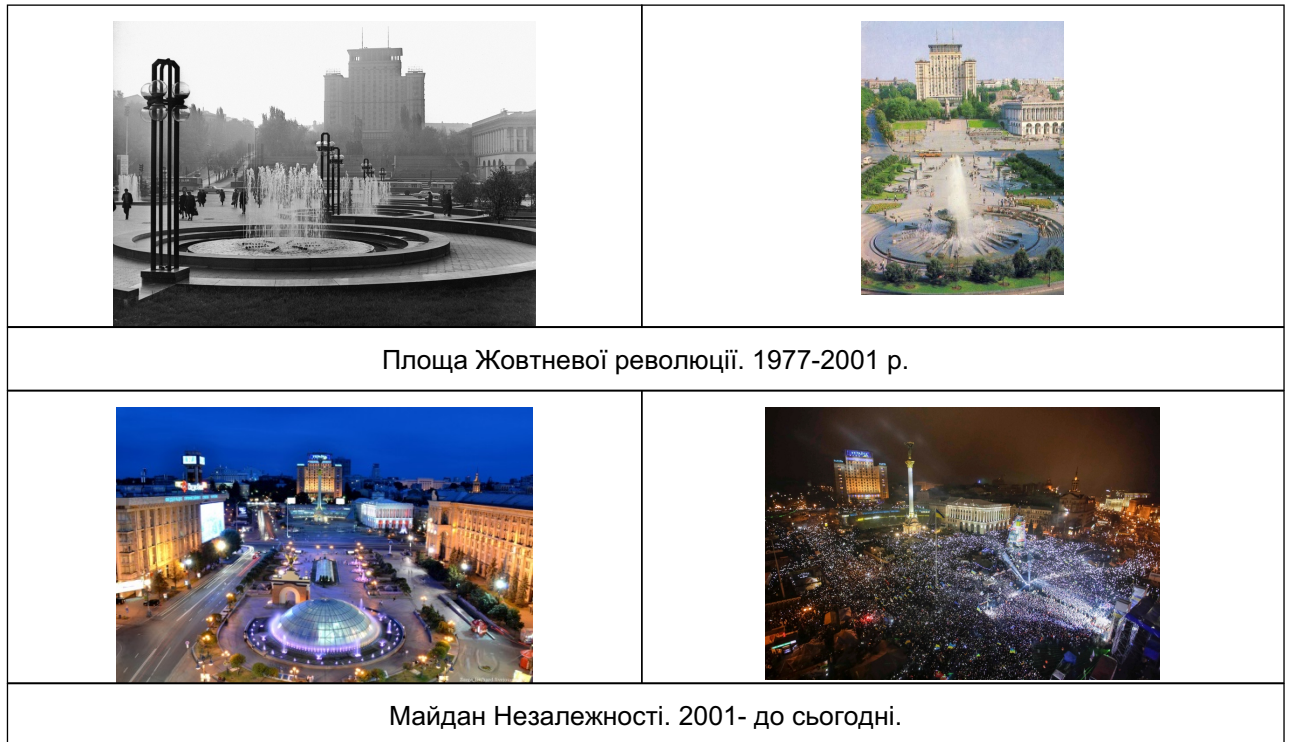 Площа Жовтневої революції. 1977-2001 р.
Майдан Незалежності. 2001- до сьогодні.